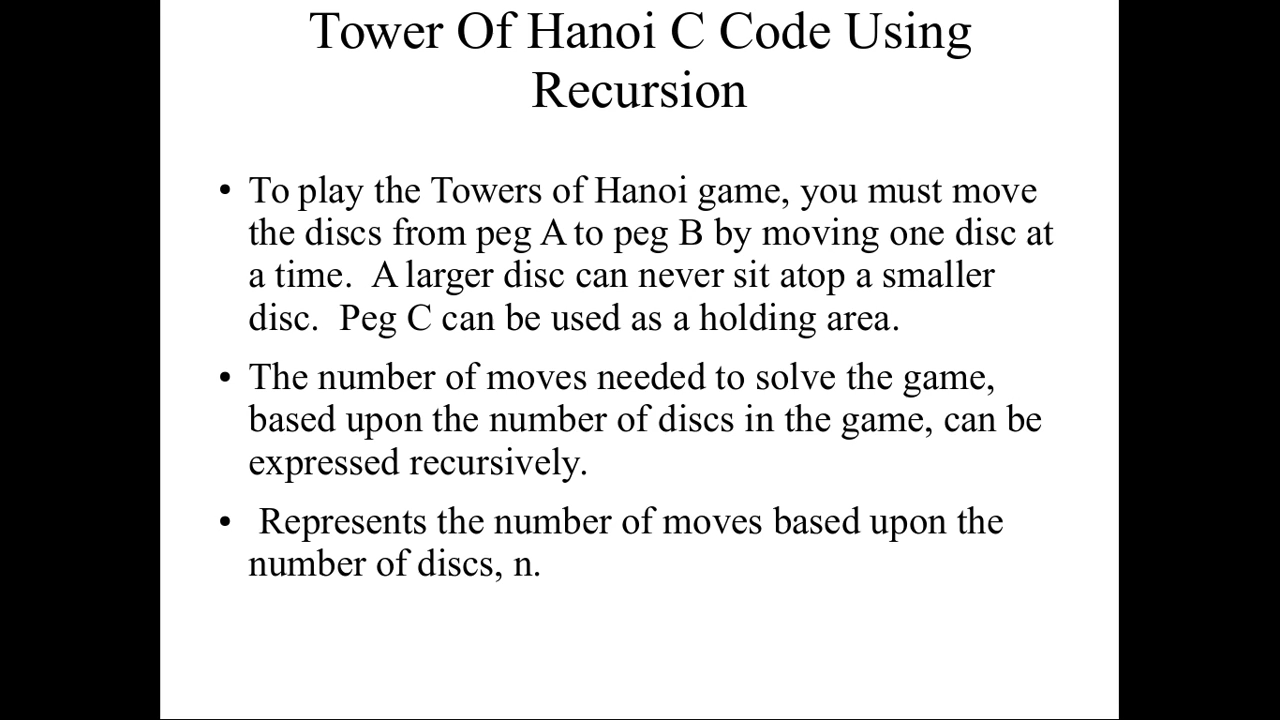 Tower Of Hanoi C Code Using
Recursion
• To play the Towers of Hanoi game, you must move
the discs from peg A to peg B by moving one disc at
a time.  A larger disc can never sit atop a smaller
disc.  Peg C can be used as a holding area.
• The number of moves needed to solve the game,
based upon the number of discs in the game, can be
expressed recursively.
• Represents the number of moves based upon the
number of discs, n.